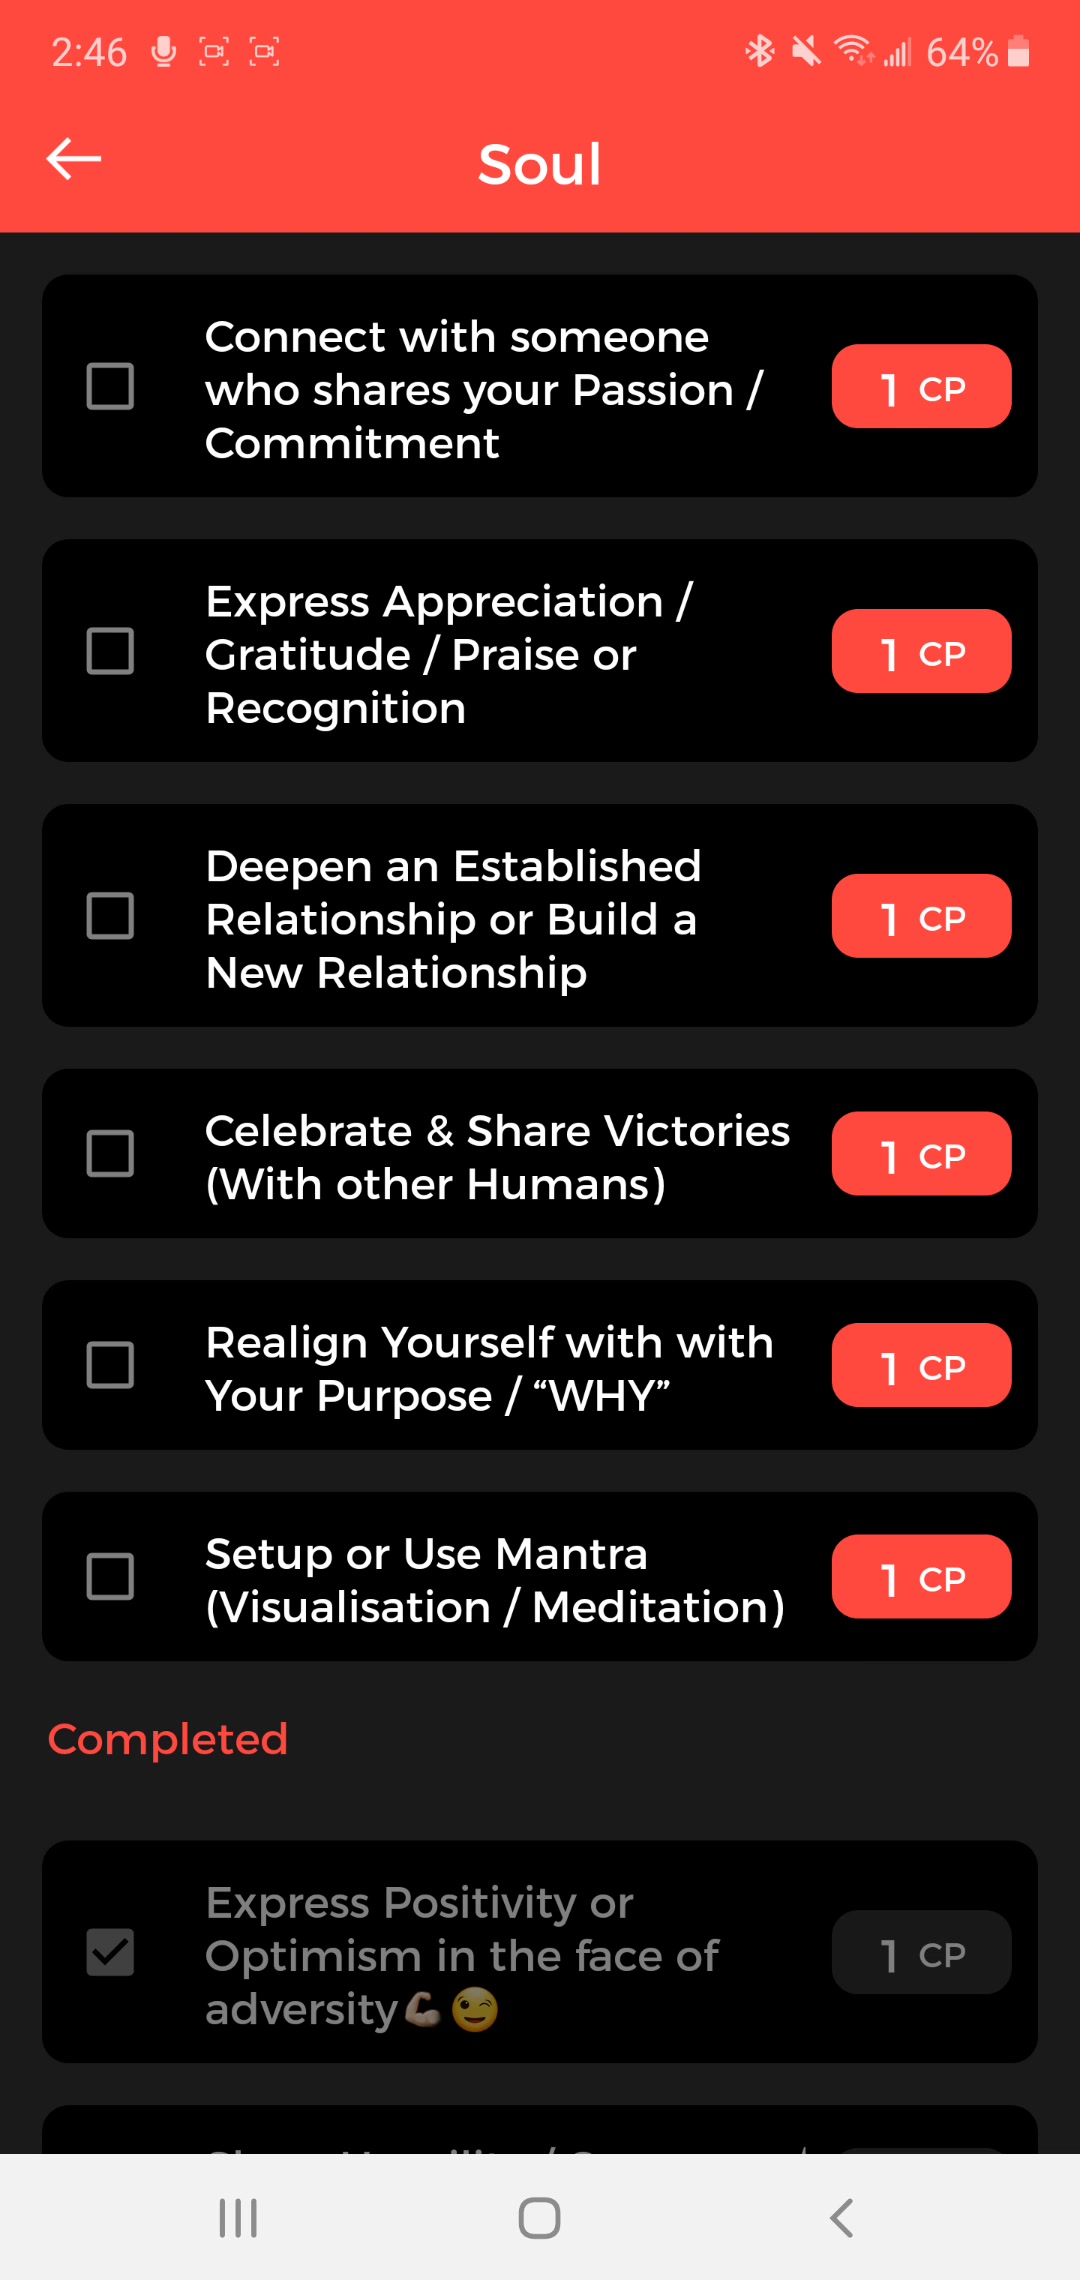 2:46
64%
Soul
Connect with someone
who shares your Passion /
Commitment
1 CP
Express Appreciation /
Gratitude / Praise or
Recognition
1 CP
Deepen an Established
Relationship or Build a
New Relationship
1 CP
Celebrate & Share Victories
(With other Humans)
1 CP
Realign Yourself with with
Your Purpose / “WHY”
1 CP
Setup or Use Mantra
(Visualisation / Meditation)
1 CP
Completed
Express Positivity or
Optimism in the face of
adversity💪🏻😉
1 CP